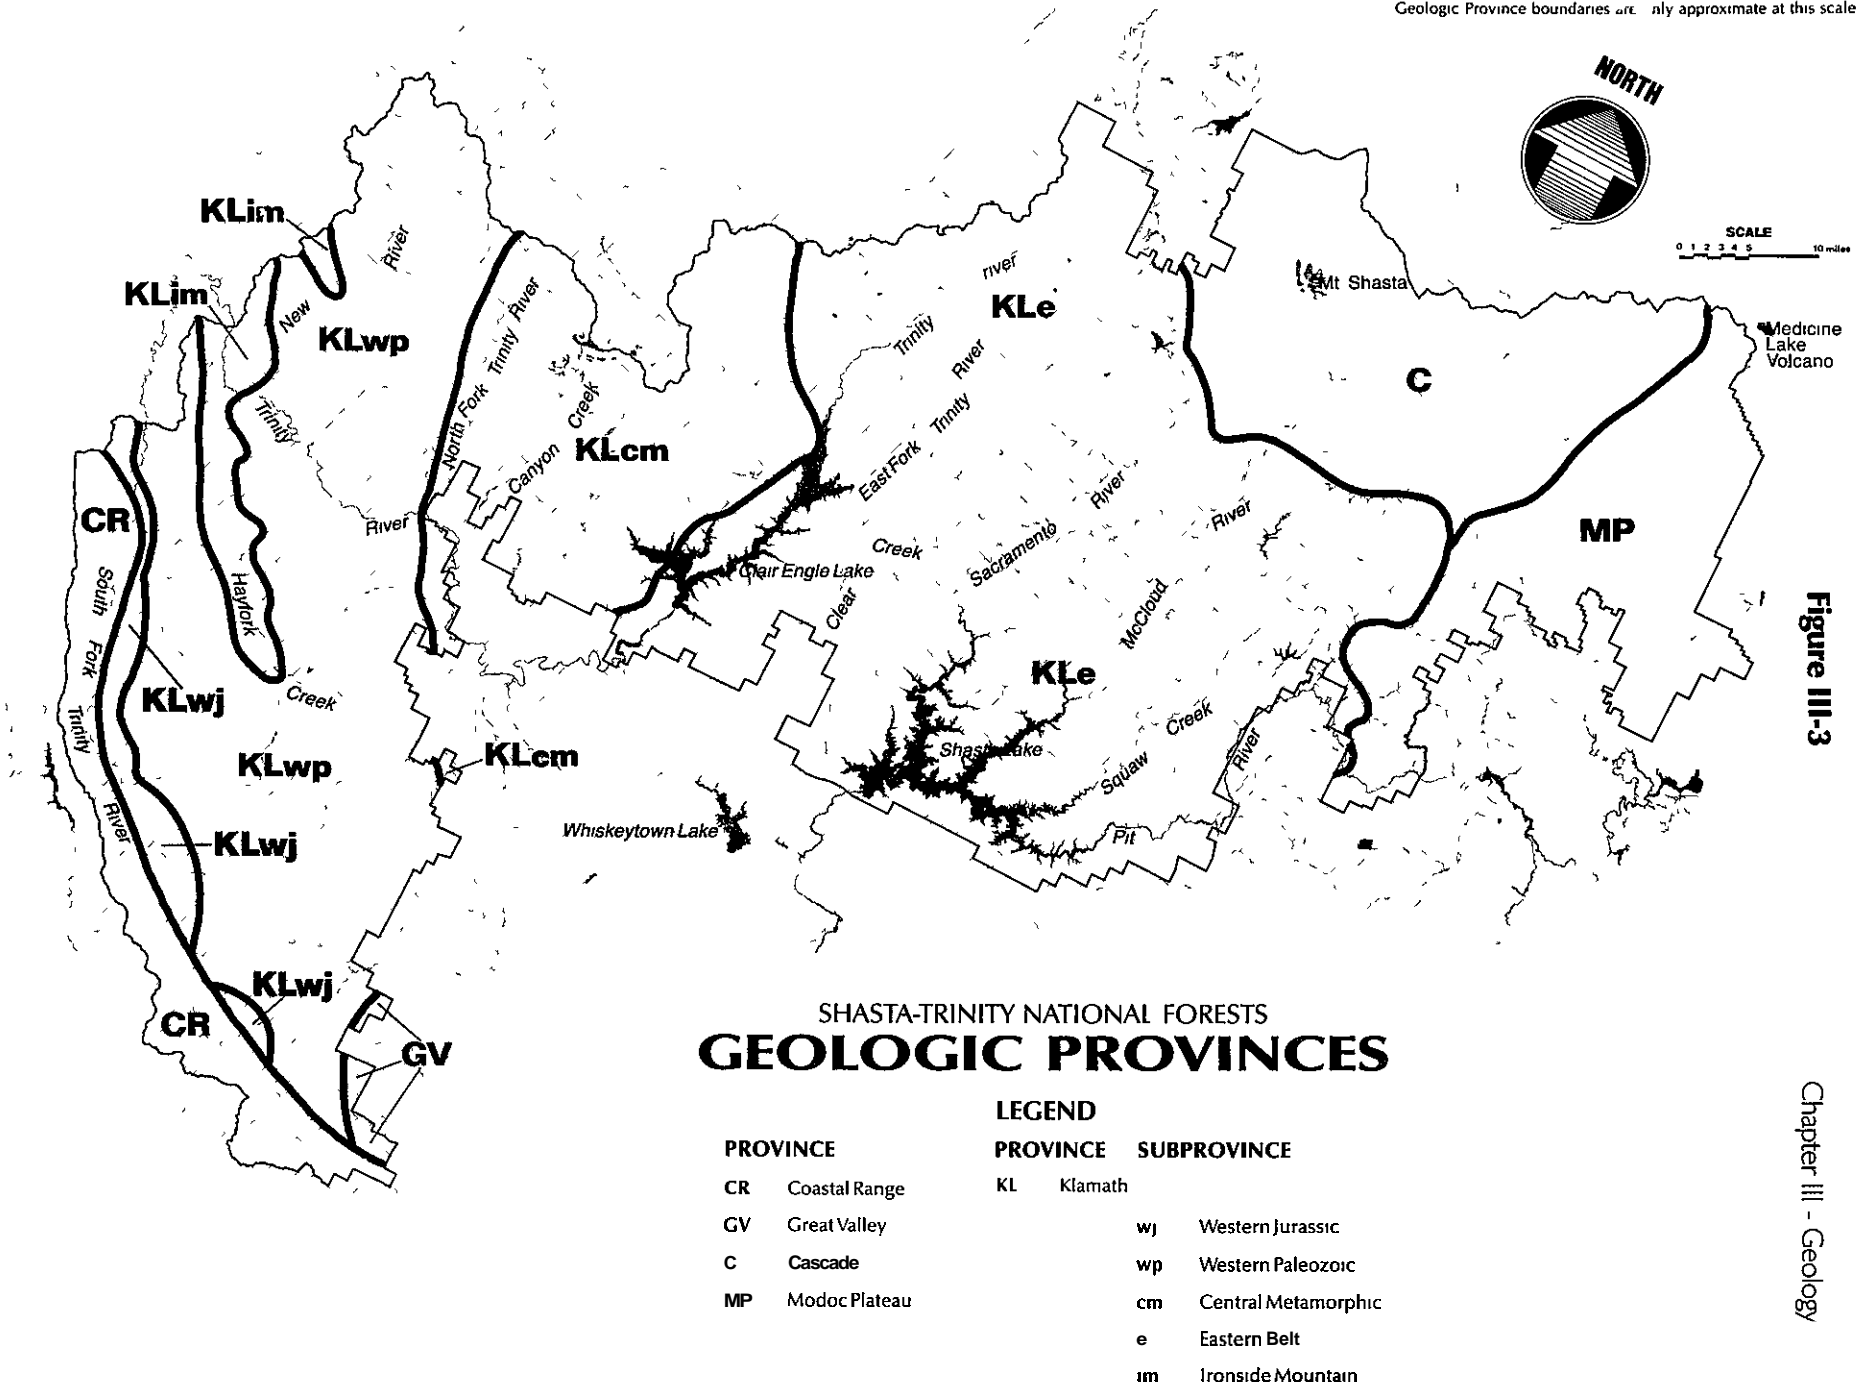 Geologic Province boundaries are nly approximate at this scale
NORTH
SCALE
0 1 2 3 4 5 10 miles
KLim
KLim
River
New
KLwp
North Fork Trinity River
Canyon Creek
KLcm
Trinity
River
CR
South Fork Trinity River
Hayfork
Creek
KLwj
KLwp
KLcm
KLwj
KLwj
CR
GV
river
KLe
Trinity River
East Fork Trinity
Clair Engle Lake
Clear
Creek
Sacramento River
McCloud
River
KLe
Shasta Lake
Squaw Creek
Pit
River
Whiskeytown Lake
Mt Shasta
C
Medicine
Lake
Volcano
MP
Figure III-3
Chapter III - Geology
SHASTA-TRINITY NATIONAL FORESTS
GEOLOGIC PROVINCES
LEGEND
PROVINCE PROVINCE SUBPROVINCE
CR Coastal Range KL Klamath
GV Great Valley wj Western Jurassic
C Cascade wp Western Paleozoic
MP Modoc Plateau cm Central Metamorphic
e Eastern Belt
im Ironside Mountain